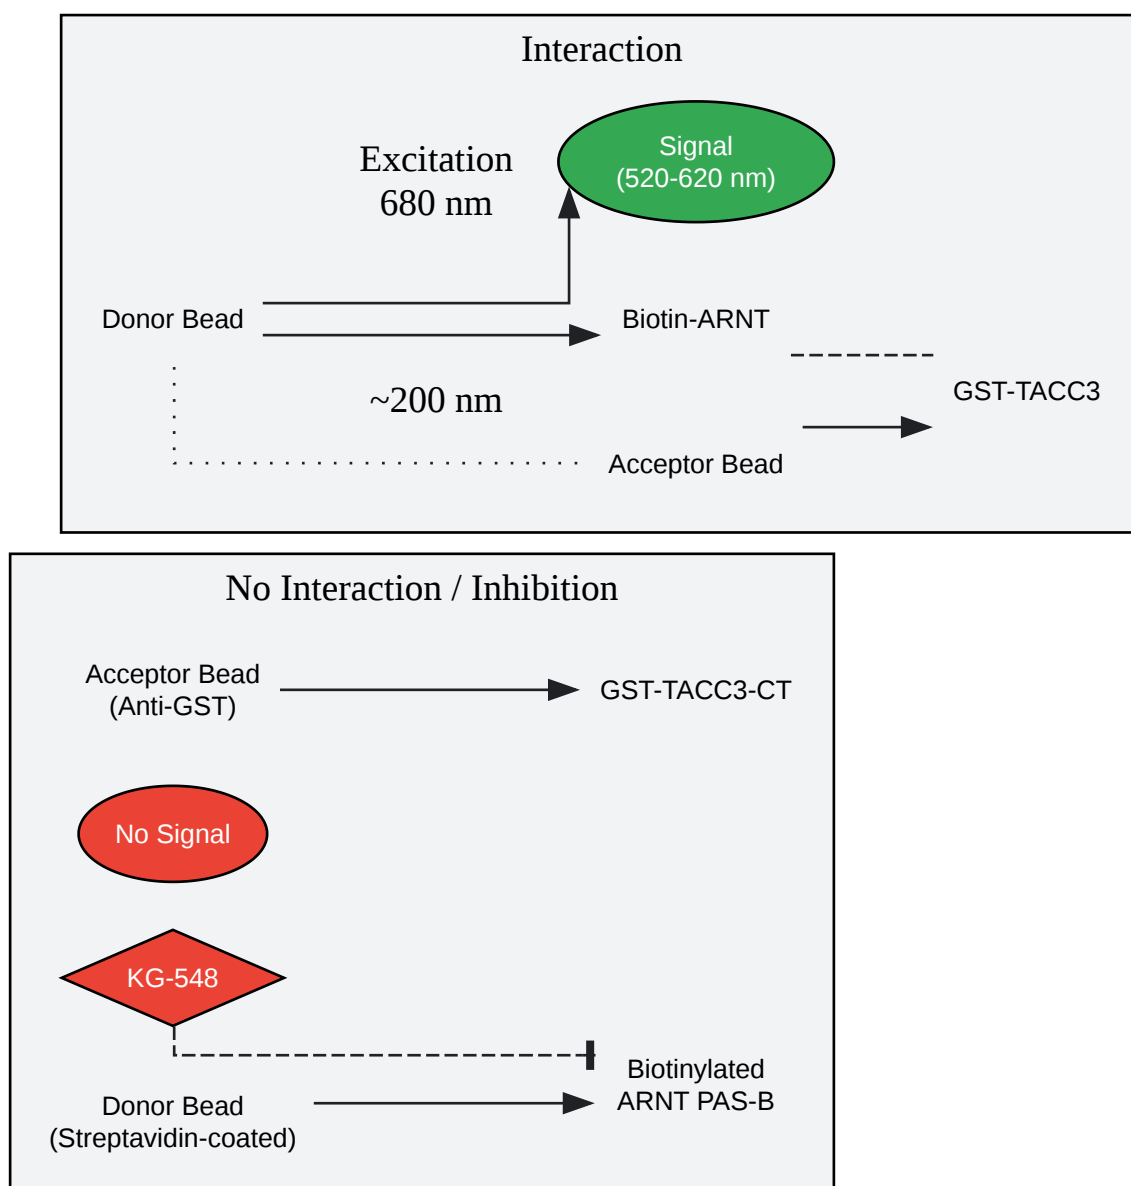 Interaction
Signal
(520-620 nm)
Excitation
680 nm
Donor Bead
Biotin-ARNT
~200 nm
GST-TACC3
Acceptor Bead
No Interaction / Inhibition
Acceptor Bead
(Anti-GST)
GST-TACC3-CT
No Signal
KG-548
Biotinylated
ARNT PAS-B
Donor Bead
(Streptavidin-coated)